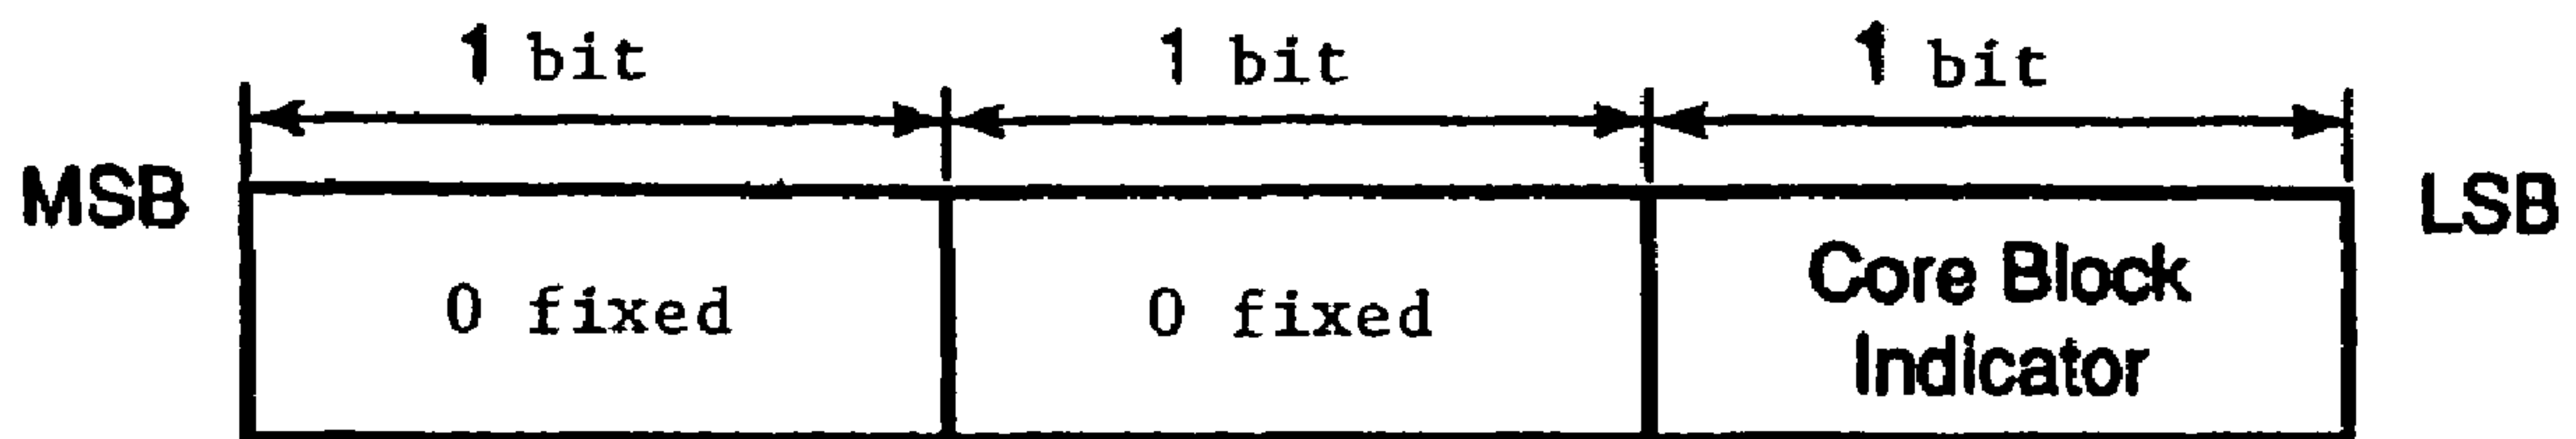 1 bit 1 bit 1 bit
MSB LSB
0 fixed 0 fixed Core Block
Indicator